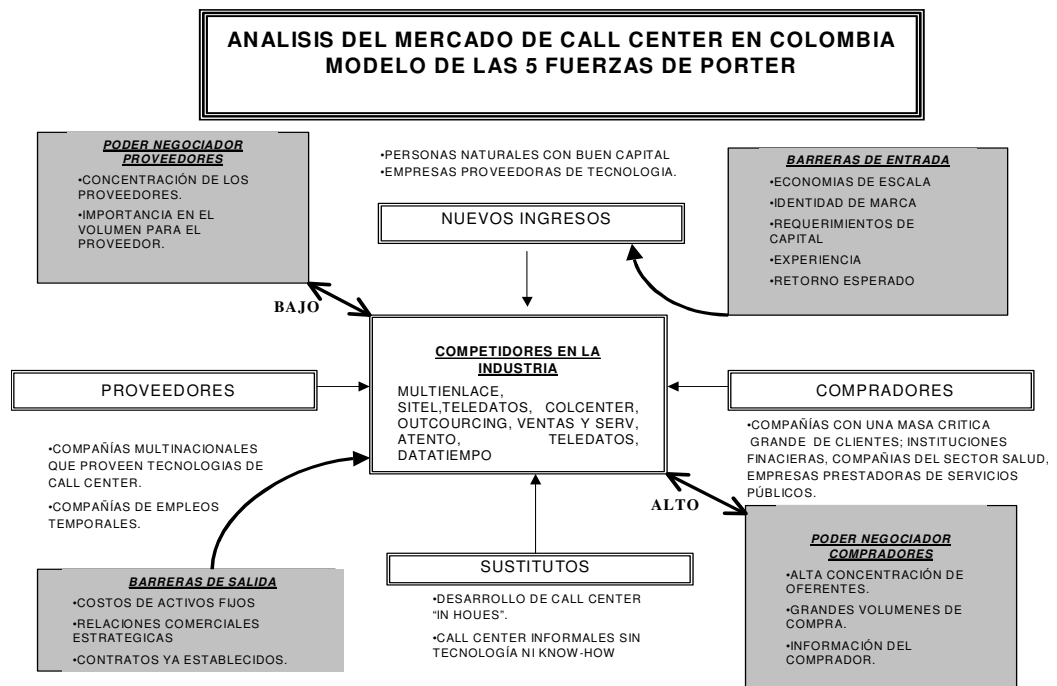 ANALISIS DEL MERCADO DE CALL CENTER EN COLOMBIA
MODELO DE LAS 5 FUERZAS DE PORTER
PODER NEGOCIADOR
PROVEEDORES
•CONCENTRACIÓN DE LOS
PROVEEDORES.
•IMPORTANCIA EN EL
VOLUMEN PARA EL
PROVEEDOR.
•PERSONAS NATURALES CON BUEN CAPITAL
•EMPRESAS PROVEEDORAS DE TECNOLOGIA.
NUEVOS INGRESOS
BARRERAS DE ENTRADA
•ECONOMIAS DE ESCALA
•IDENTIDAD DE MARCA
•REQUERIMIENTOS DE
CAPITAL
•EXPERIENCIA
•RETORNO ESPERADO
BAJO
COMPETIDORES EN LA
INDUSTRIA
MULTIENLACE,
SITEL,TELEDATOS, COLCENTER,
OUTCOURCING, VENTAS Y SERV,
ATENTO, TELEDATOS,
DATATIEMPO
PROVEEDORES
•COMPAÑÍAS MULTINACIONALES
QUE PROVEEN TECNOLOGIAS DE
CALL CENTER.
•COMPAÑÍAS DE EMPLEOS
TEMPORALES.
COMPRADORES
•COMPAÑÍAS CON UNA MASA CRITICA
GRANDE DE CLIENTES; INSTITUCIONES
FINACIERAS, COMPAÑIAS DEL SECTOR SALUD,
EMPRESAS PRESTADORAS DE SERVICIOS
PÚBLICOS.
ALTO
BARRERAS DE SALIDA
•COSTOS DE ACTIVOS FIJOS
•RELACIONES COMERCIALES
ESTRATEGICAS
•CONTRATOS YA ESTABLECIDOS.
SUSTITUTOS
•DESARROLLO DE CALL CENTER
“IN HOUES”.
•CALL CENTER INFORMALES SIN
TECNOLOGÍA NI KNOW-HOW
PODER NEGOCIADOR
COMPRADORES
•ALTA CONCENTRACIÓN DE
OFERENTES.
•GRANDES VOLUMENES DE
COMPRA.
•INFORMACIÓN DEL
COMPRADOR.